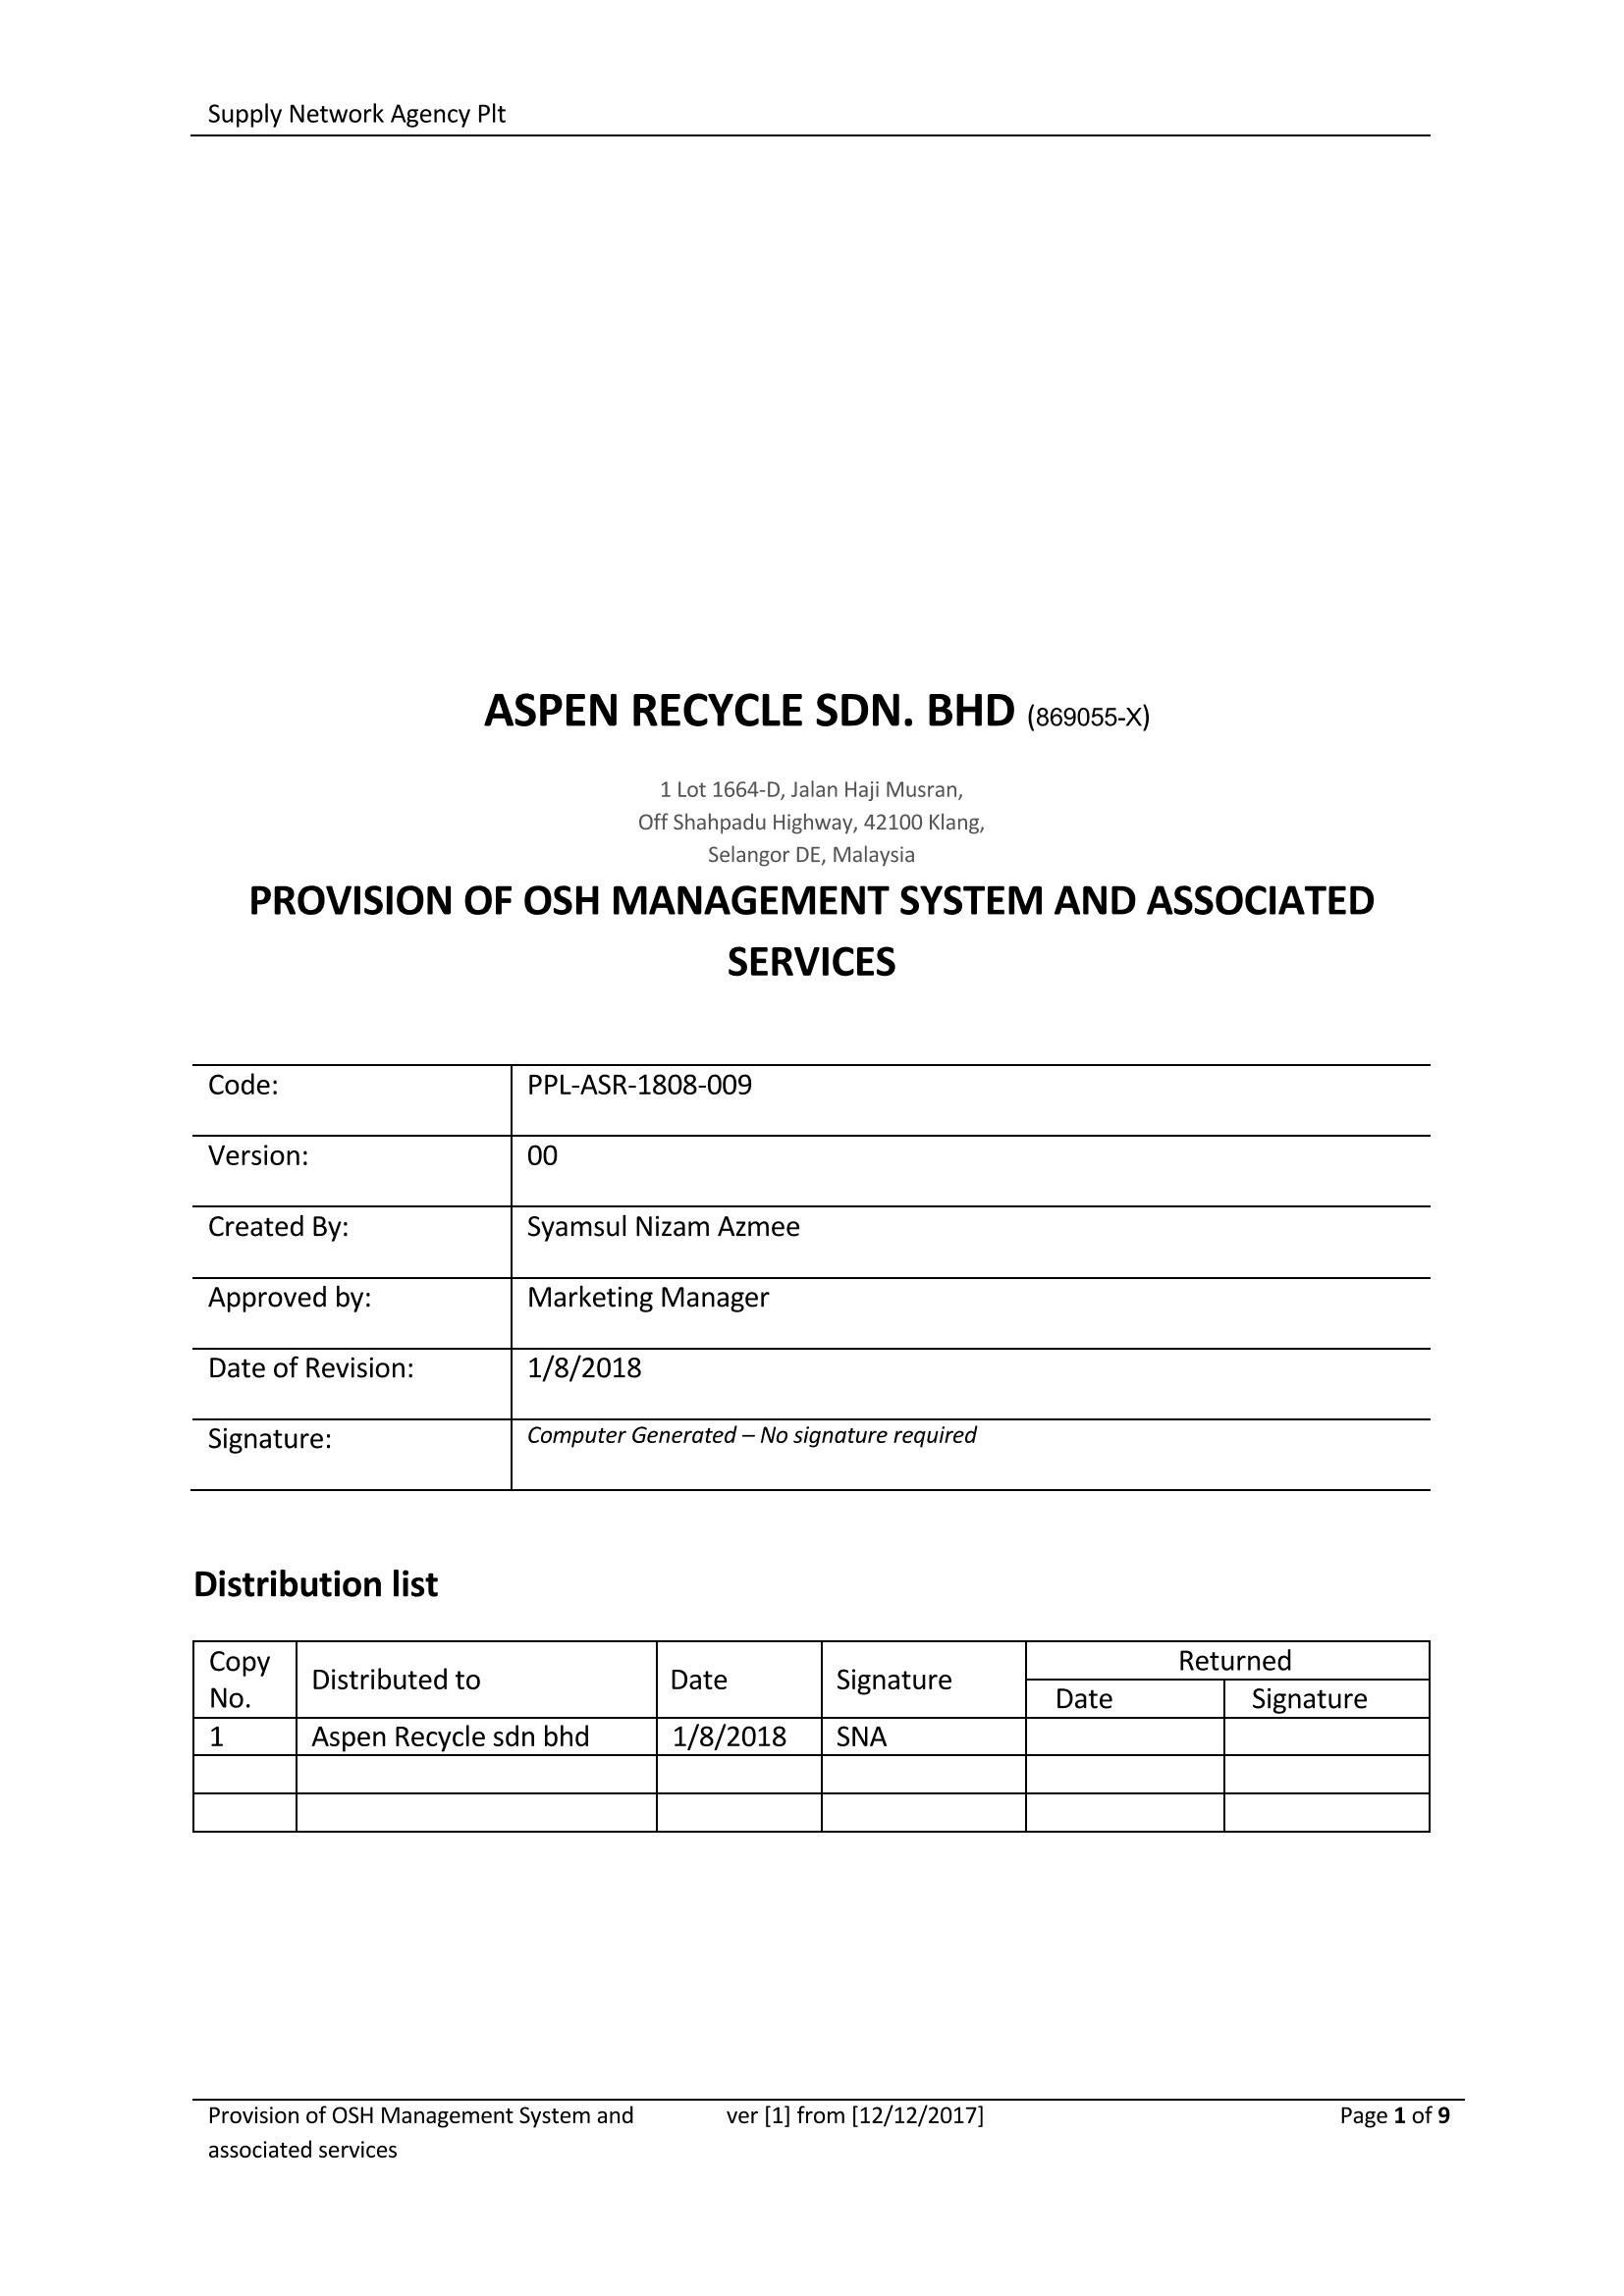 Supply Network Agency Plt
ASPEN RECYCLE SDN. BHD (869055-X)
1 Lot 1664-D, Jalan Haji Musran,
Off Shahpadu Highway, 42100 Klang,
Selangor DE, Malaysia
PROVISION OF OSH MANAGEMENT SYSTEM AND ASSOCIATED
SERVICES
Code: PPL-ASR-1808-009
Version: 00
Created By: Syamsul Nizam Azmee
Approved by: Marketing Manager
Date of Revision: 1/8/2018
Signature: Computer Generated – No signature required
Distribution list
Copy No. Distributed to Date Signature Returned
Date Signature
1 Aspen Recycle sdn bhd 1/8/2018 SNA
Provision of OSH Management System and ver [1] from [12/12/2017] Page 1 of 9
associated services